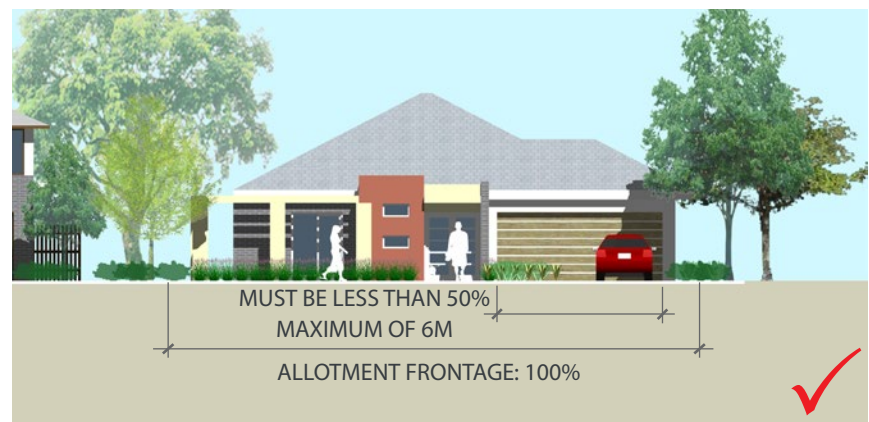 MUST BE LESS THAN 50%
MAXIMUM OF 6M
ALLOTMENT FRONTAGE: 100%